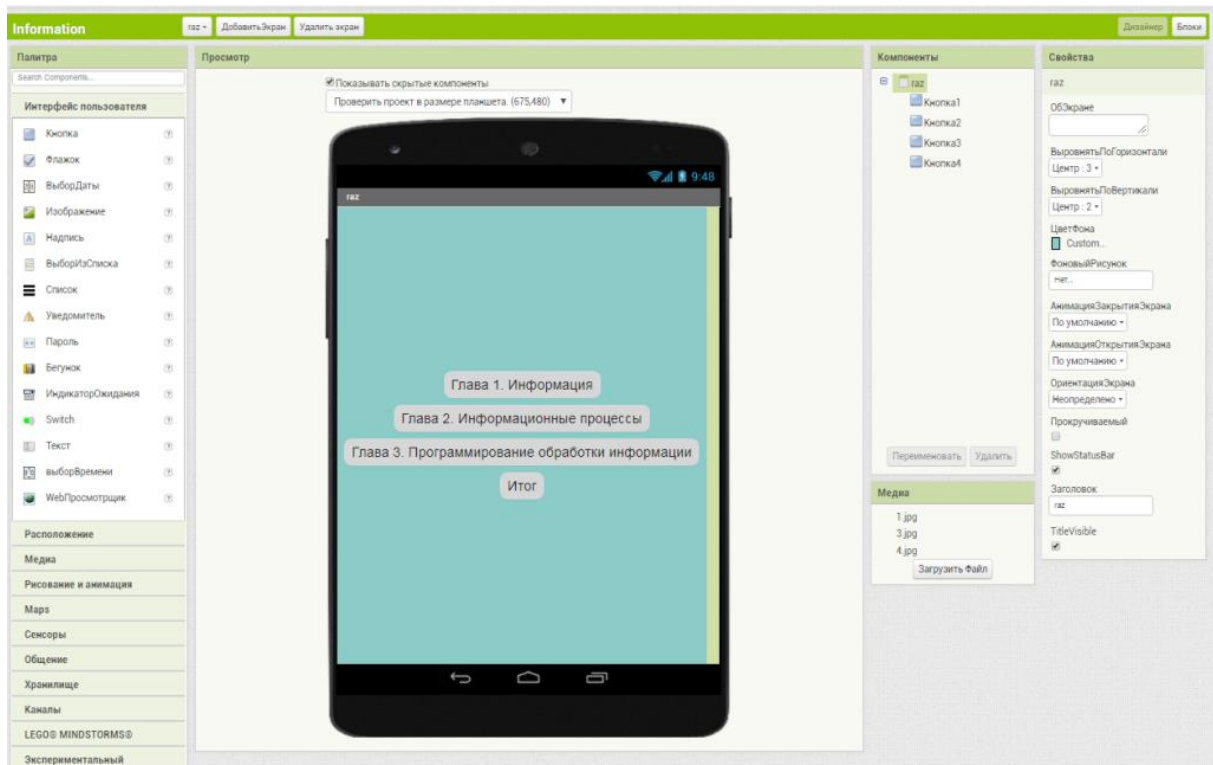 Information
raz
ДобавитьЭкран
Удалить экран
Дизайнер
Блоки
Палитра
Search Components...
Интерфейс пользователя
Кнопка
Флажок
ВыборДаты
Изображение
Надпись
ВыборИзСписка
Список
Уведомитель
Пароль
Бегунок
ИндикаторОжидания
Switch
Текст
выборВремени
WebПросмотрщик
Расположение
Медиа
Рисование и анимация
Maps
Сенсоры
Общение
Хранилище
Каналы
LEGO® MINDSTORMS®
Экспериментальный
Просмотр
Показывать скрытые компоненты
Проверить проект в размере планшета. (675,480)
9:48
raz
Глава 1. Информация
Глава 2. Информационные процессы
Глава 3. Программирование обработки информации
Итог
Компоненты
raz
Кнопка1
Кнопка2
Кнопка3
Кнопка4
Переименовать
Удалить
Медиа
1.jpg
3.jpg
4.jpg
Загрузить Файл
Свойства
raz
ОбЭкране
ВыровнятьПоГоризонтали
Центр : 3
ВыровнятьПоВертикали
Центр : 2
ЦветФона
Custom...
ФоновыйРисунок
Нет...
АнимацияЗакрытияЭкрана
По умолчанию
АнимацияОткрытияЭкрана
По умолчанию
ОриентацияЭкрана
Неопределено
Прокручиваемый
ShowStatusBar
Заголовок
raz
TitleVisible